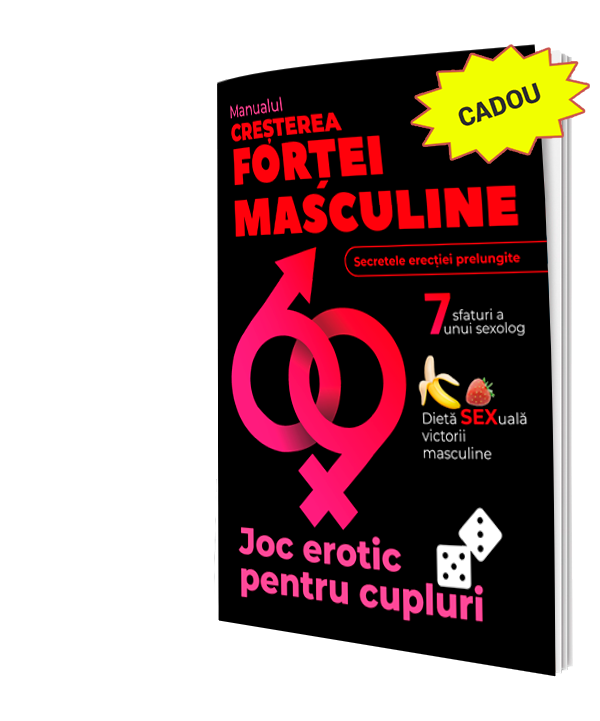 CADOU
Manualul
CREȘTEREA
FORȚEI
MASCULINE
Secretele erecției prelungite
7 sfaturi a
unui sexolog
Dietă SEXuală
victorii
masculine
Joc erotic
pentru cupluri